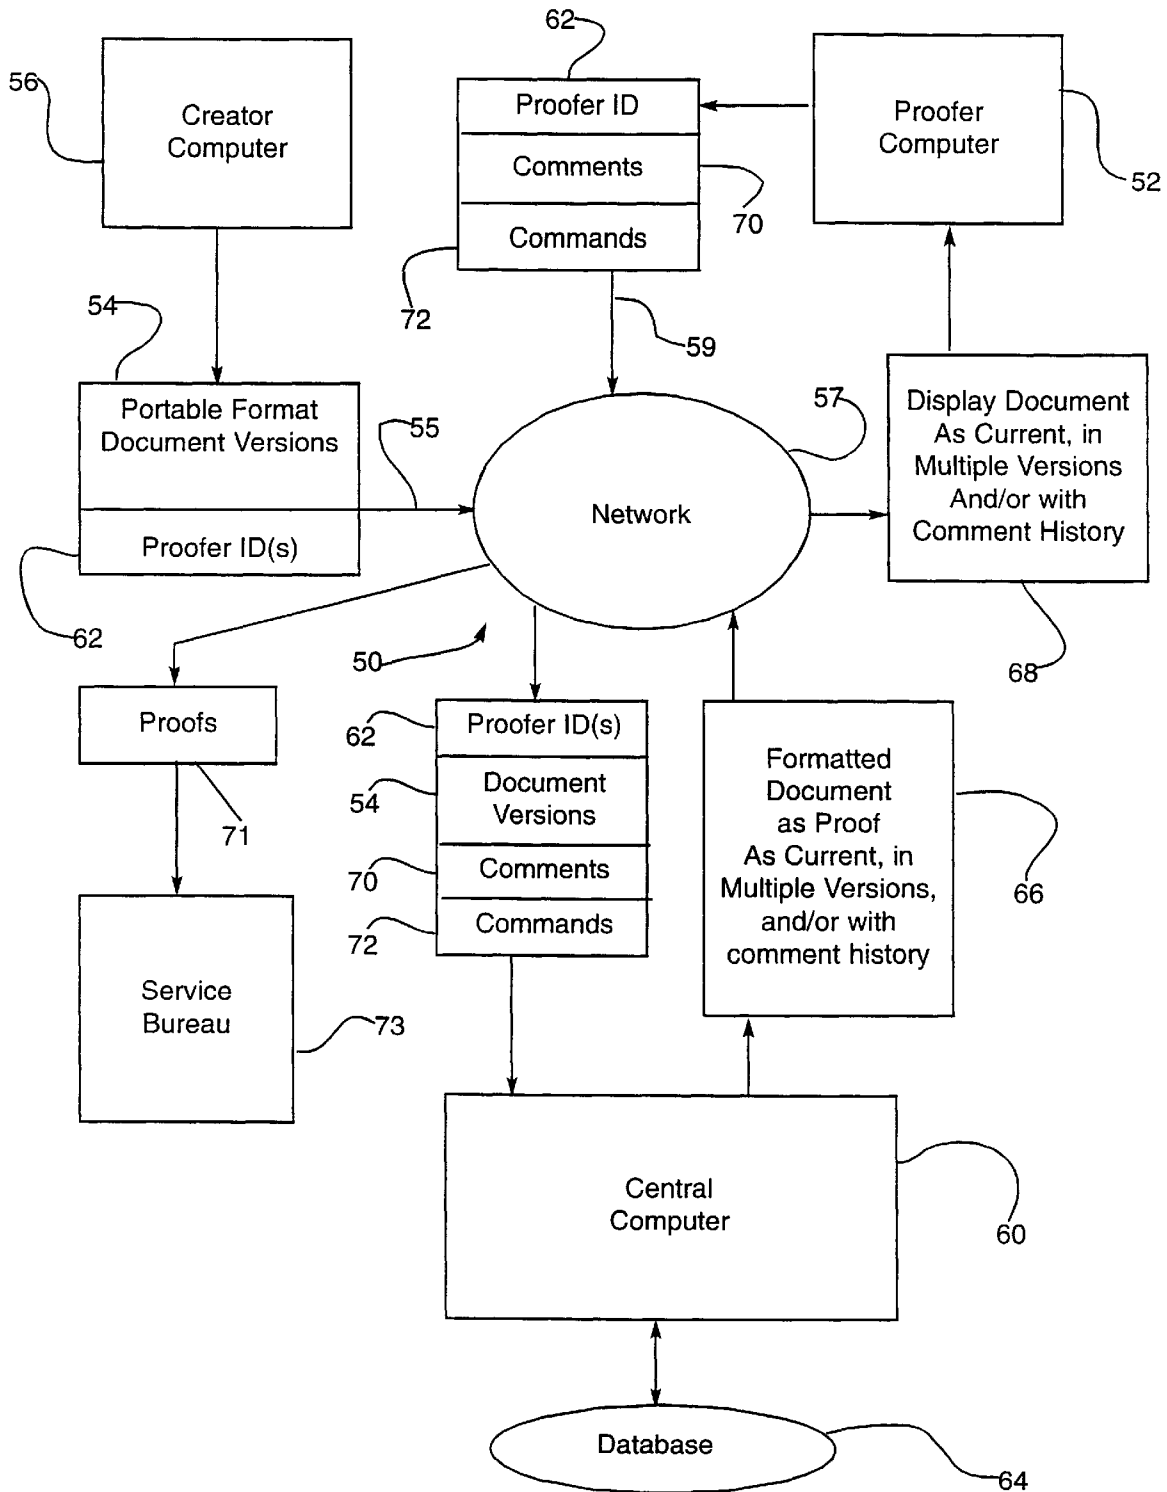 62
56
Creator
Computer
Proofer ID
Comments
Commands
70
72
Proofer
Computer
52
54
59
Portable Format
Document Versions
Proofer ID(s)
55
62
57
Network
Display Document
As Current, in
Multiple Versions
And/or with
Comment History
68
50
Proofs
71
62
Proofer ID(s)
54
Document
Versions
70
Comments
72
Commands
Formatted
Document
as Proof
As Current, in
Multiple Versions,
and/or with
comment history
66
Service
Bureau
73
Central
Computer
60
Database
64